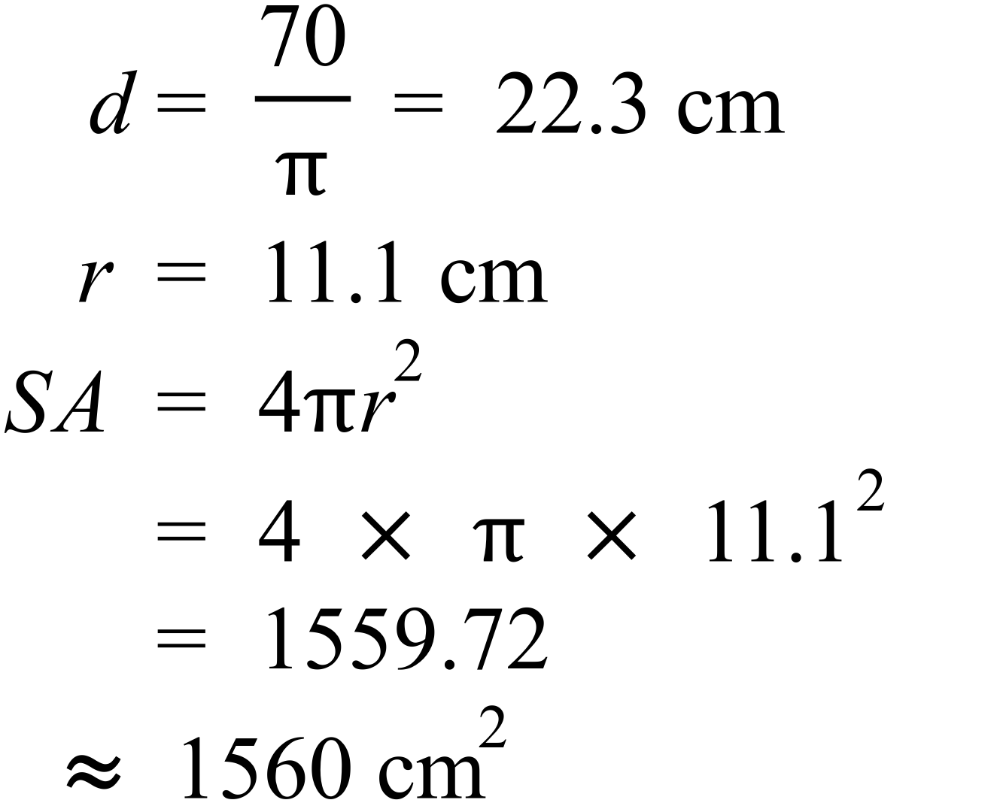 d = 70/π = 22.3 cm
r = 11.1 cm
SA = 4πr²
= 4 × π × 11.1²
= 1559.72
≈ 1560 cm²